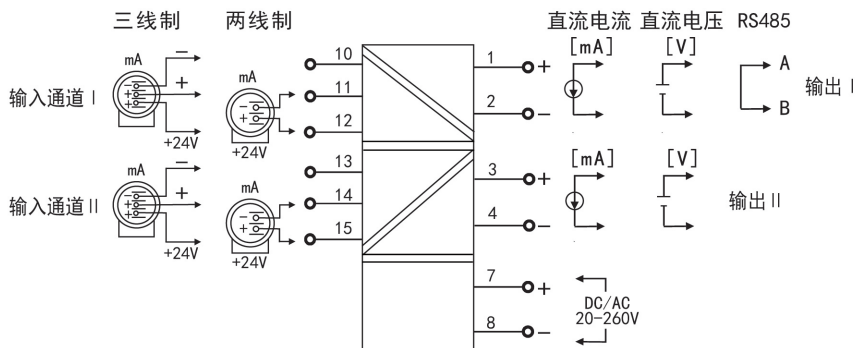 三线制 两线制 直流电流 直流电压 RS485
mA − + +24V
输入通道Ⅰ
− + +
mA
− +
+24V
10
11
12
1 +
2 −
[mA] [V] A
B
输出Ⅰ
mA − + +24V
输入通道Ⅱ
− + +
mA
− +
+24V
13
14
15
3 +
4 −
[mA] [V]
输出Ⅱ
7 +
8 −
DC/AC
20-260V